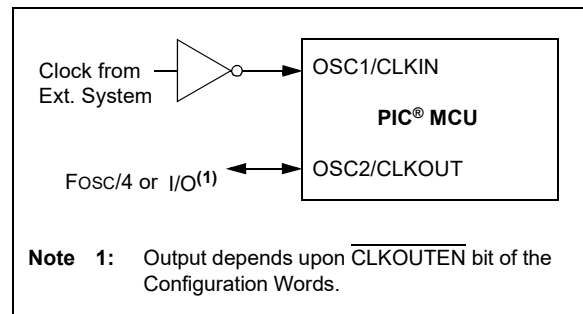 Clock from
Ext. System
OSC1/CLKIN
PIC® MCU
FOSC/4 or I/O(1)
OSC2/CLKOUT
Note 1: Output depends upon CLKOUTEN bit of the
Configuration Words.